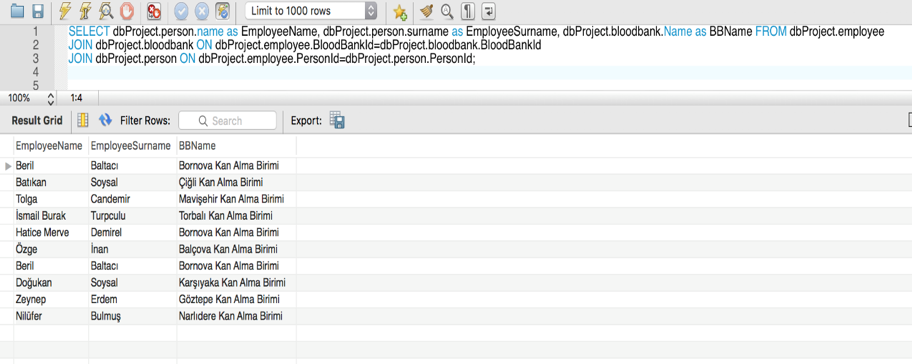 Limit to 1000 rows
1 SELECT dbProject.person.name as EmployeeName, dbProject.person.surname as EmployeeSurname, dbProject.bloodbank.Name as BBName FROM dbProject.employee
2 JOIN dbProject.bloodbank ON dbProject.employee.BloodBankId=dbProject.bloodbank.BloodBankId
3 JOIN dbProject.person ON dbProject.employee.PersonId=dbProject.person.PersonId;
4
5
100% 1:4
Result Grid Filter Rows: Search Export:
EmployeeName EmployeeSurname BBName
Beril Baltacı Bornova Kan Alma Birimi
Batıkan Soysal Çiğli Kan Alma Birimi
Tolga Candemir Mavişehir Kan Alma Birimi
İsmail Burak Turpculu Torbalı Kan Alma Birimi
Hatice Merve Demirel Bornova Kan Alma Birimi
Özge İnan Balçova Kan Alma Birimi
Beril Baltacı Bornova Kan Alma Birimi
Doğukan Soysal Karşıyaka Kan Alma Birimi
Zeynep Erdem Göztepe Kan Alma Birimi
Nilüfer Bulmuş Narlıdere Kan Alma Birimi